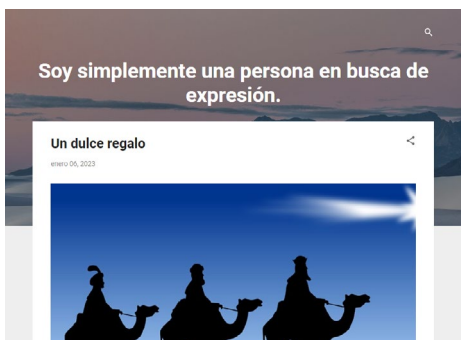 Soy simplemente una persona en busca de
expresión.
Un dulce regalo
enero 06, 2023